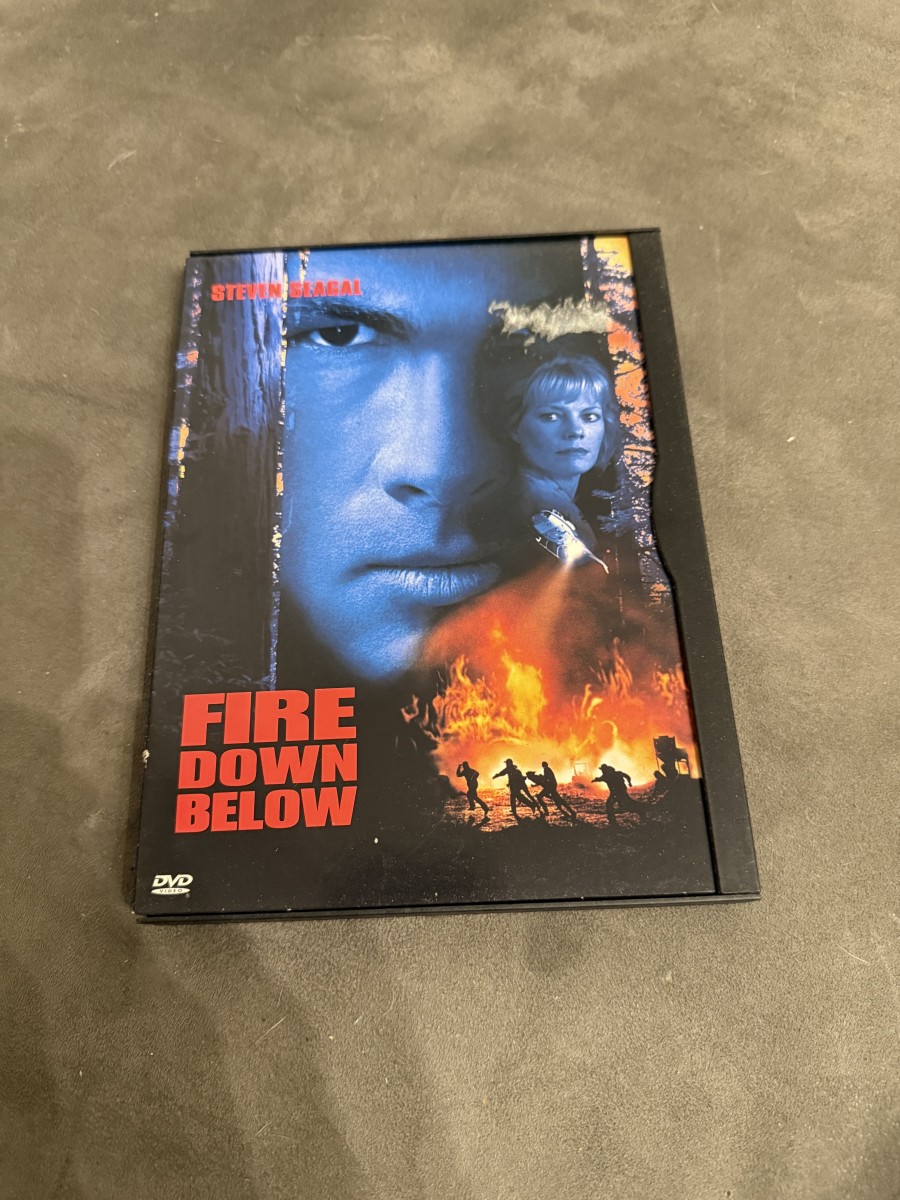 STEVEN SEAGAL
FIRE
DOWN
BELOW
DVD
VIDEO